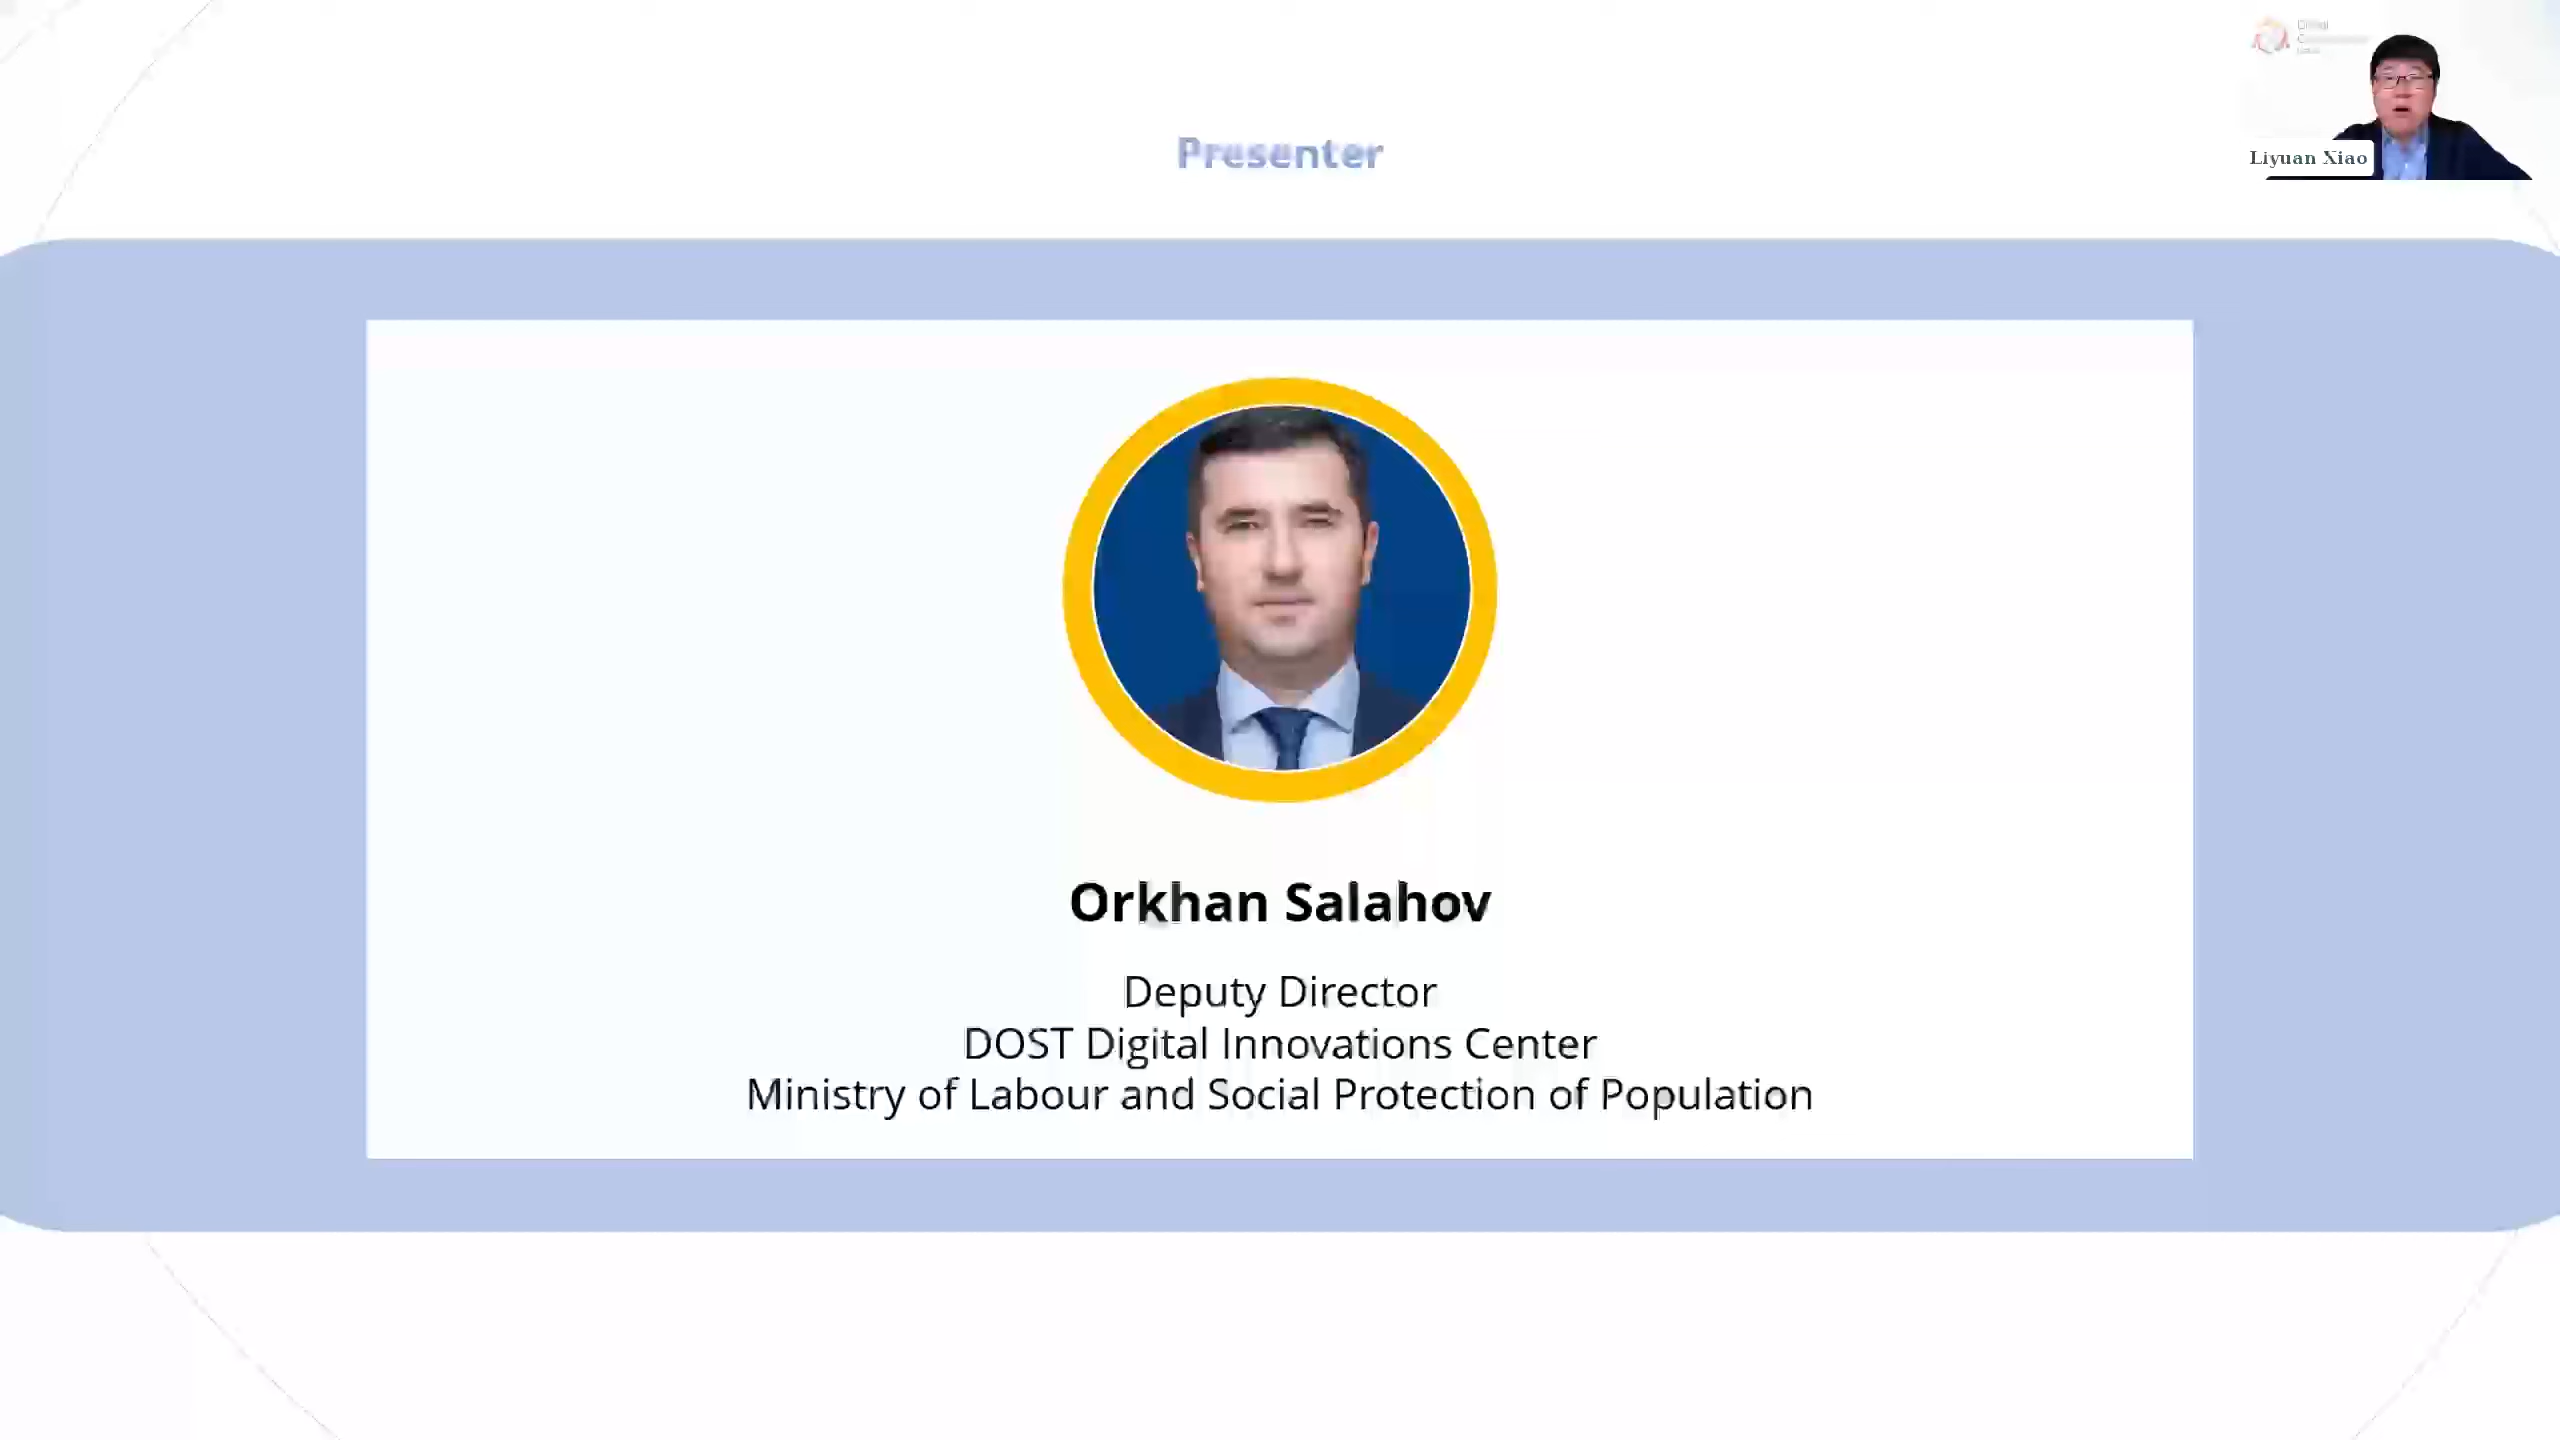 Presenter
Liyuan Xiao
Orkhan Salahov
Deputy Director
DOST Digital Innovations Center
Ministry of Labour and Social Protection of Population